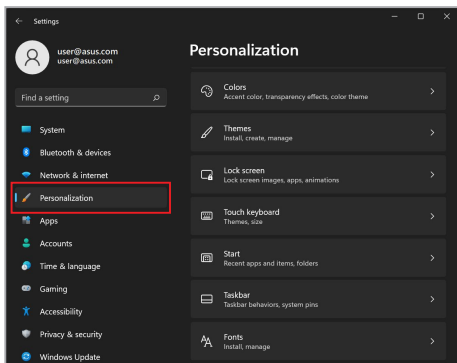 Settings
user@asus.com
user@asus.com
Find a setting
System
Bluetooth & devices
Network & internet
Personalization
Apps
Accounts
Time & language
Gaming
Accessibility
Privacy & security
Windows Update
Personalization
Colors
Accent color, transparency effects, color theme
Themes
Install, create, manage
Lock screen
Lock screen images, apps, animations
Touch keyboard
Themes, size
Start
Recent apps and items, folders
Taskbar
Taskbar behaviors, system pins
Fonts
Install, manage